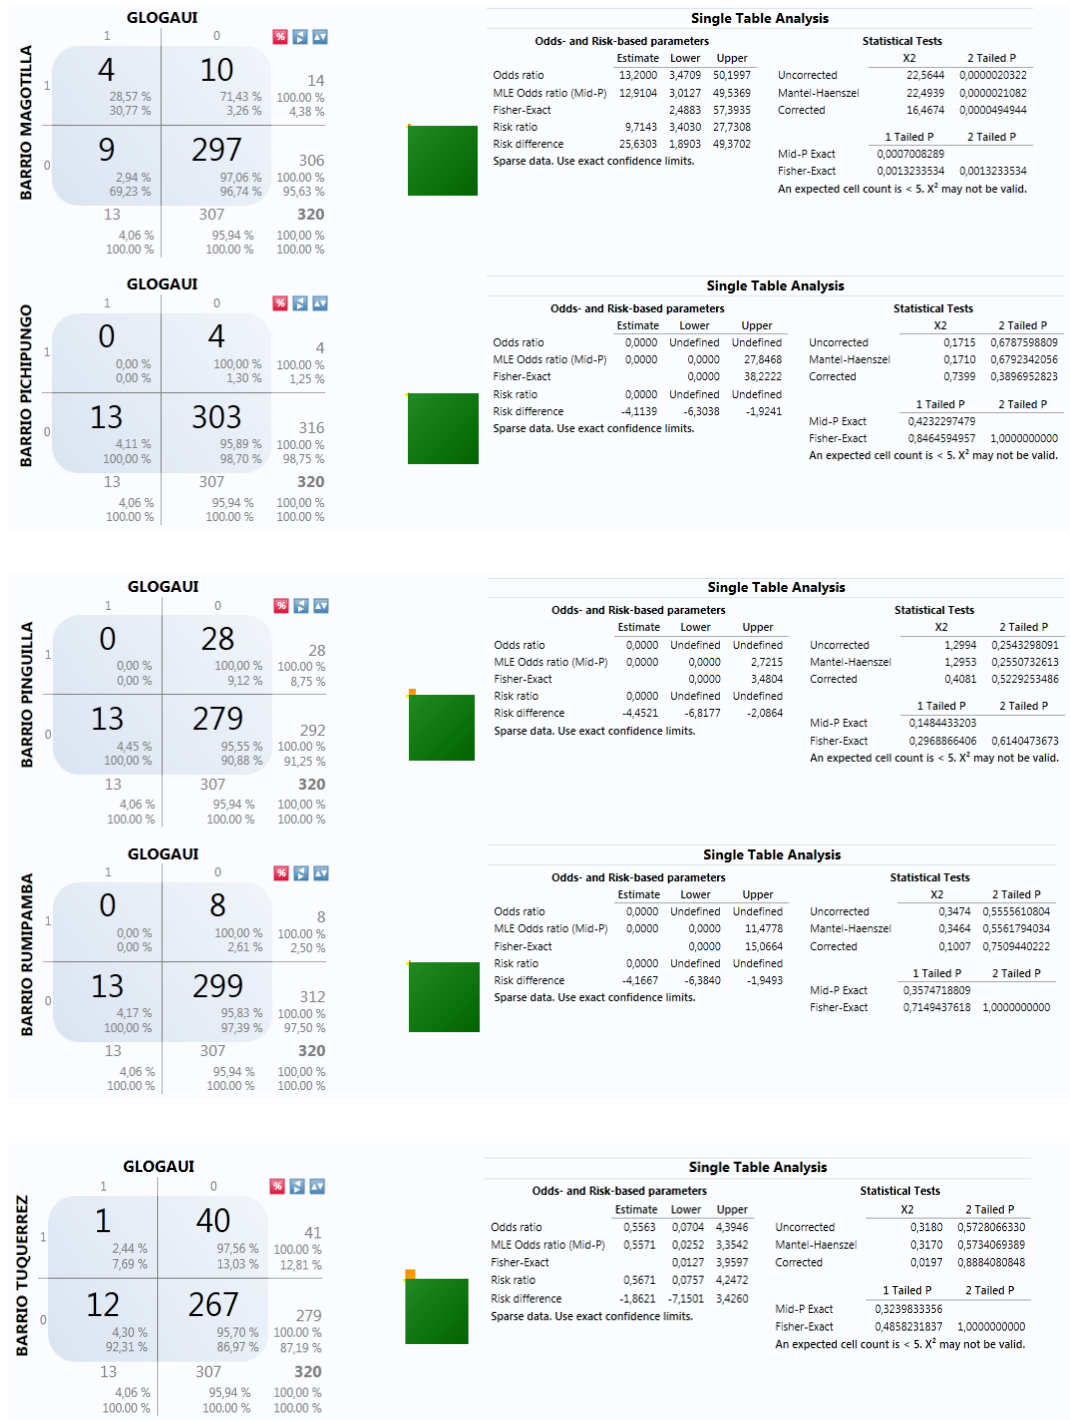 GLOGAUI
1 0 %
BARRIO MAGOTILLA
1 4 10 14
28,57 % 71,43 % 100.00 %
30,77 % 3,26 % 4,38 %
0 9 297 306
2,94 % 97,06 % 100.00 %
69,23 % 96,74 % 95,63 %
13 307 320
4,06 % 95,94 % 100,00 %
100.00 % 100.00 % 100.00 %
Single Table Analysis
Odds- and Risk-based parameters
Estimate Lower Upper
Odds ratio 13,2000 3,4709 50,1997
MLE Odds ratio (Mid-P) 12,9104 3,0127 49,5369
Fisher-Exact 2,4883 57,3935
Risk ratio 9,7143 3,4030 27,7308
Risk difference 25,6303 1,8903 49,3702
Sparse data. Use exact confidence limits.
Statistical Tests
X2 2 Tailed P
Uncorrected 22,5644 0,0000020322
Mantel-Haenszel 22,4939 0,0000021082
Corrected 16,4674 0,0000494944
1 Tailed P 2 Tailed P
Mid-P Exact 0,0007008289
Fisher-Exact 0,0013233534 0,0013233534
An expected cell count is < 5. X² may not be valid.
GLOGAUI
1 0 %
BARRIO PICHIPUNGO
1 0 4 4
0,00 % 100,00 % 100.00 %
0,00 % 1,30 % 1,25 %
0 13 303 316
4,11 % 95,89 % 100.00 %
100,00 % 98,70 % 98,75 %
13 307 320
4,06 % 95,94 % 100,00 %
100.00 % 100.00 % 100.00 %
Single Table Analysis
Odds- and Risk-based parameters
Estimate Lower Upper
Odds ratio 0,0000 Undefined Undefined
MLE Odds ratio (Mid-P) 0,0000 0,0000 27,8468
Fisher-Exact 0,0000 38,2222
Risk ratio 0,0000 Undefined Undefined
Risk difference -4,1139 -6,3038 -1,9241
Sparse data. Use exact confidence limits.
Statistical Tests
X2 2 Tailed P
Uncorrected 0,1715 0,6787598809
Mantel-Haenszel 0,1710 0,6792342056
Corrected 0,7399 0,3896952823
1 Tailed P 2 Tailed P
Mid-P Exact 0,4232297479
Fisher-Exact 0,8464594957 1,0000000000
An expected cell count is < 5. X² may not be valid.
GLOGAUI
1 0 %
BARRIO PINGUILLA
1 0 28 28
0,00 % 100,00 % 100.00 %
0,00 % 9,12 % 8,75 %
0 13 279 292
4,45 % 95,55 % 100.00 %
100,00 % 90,88 % 91,25 %
13 307 320
4,06 % 95,94 % 100,00 %
100.00 % 100.00 % 100.00 %
Single Table Analysis
Odds- and Risk-based parameters
Estimate Lower Upper
Odds ratio 0,0000 Undefined Undefined
MLE Odds ratio (Mid-P) 0,0000 0,0000 2,7215
Fisher-Exact 0,0000 3,4804
Risk ratio 0,0000 Undefined Undefined
Risk difference -4,4521 -6,8177 -2,0864
Sparse data. Use exact confidence limits.
Statistical Tests
X2 2 Tailed P
Uncorrected 1,2994 0,2543298091
Mantel-Haenszel 1,2953 0,2550732613
Corrected 0,4081 0,5229253486
1 Tailed P 2 Tailed P
Mid-P Exact 0,1484433203
Fisher-Exact 0,2968866406 0,6140473673
An expected cell count is < 5. X² may not be valid.
GLOGAUI
1 0 %
BARRIO RUMIPAMBA
1 0 8 8
0,00 % 100,00 % 100.00 %
0,00 % 2,61 % 2,50 %
0 13 299 312
4,17 % 95,83 % 100.00 %
100,00 % 97,39 % 97,50 %
13 307 320
4,06 % 95,94 % 100,00 %
100.00 % 100.00 % 100.00 %
Single Table Analysis
Odds- and Risk-based parameters
Estimate Lower Upper
Odds ratio 0,0000 Undefined Undefined
MLE Odds ratio (Mid-P) 0,0000 0,0000 11,4778
Fisher-Exact 0,0000 15,0664
Risk ratio 0,0000 Undefined Undefined
Risk difference -4,1667 -6,3840 -1,9493
Sparse data. Use exact confidence limits.
Statistical Tests
X2 2 Tailed P
Uncorrected 0,3474 0,5555610804
Mantel-Haenszel 0,3464 0,5561794034
Corrected 0,1007 0,7509440222
1 Tailed P 2 Tailed P
Mid-P Exact 0,3574718809
Fisher-Exact 0,7149437618 1,0000000000
GLOGAUI
1 0 %
BARRIO TUQUERREZ
1 1 40 41
2,44 % 97,56 % 100.00 %
7,69 % 13,03 % 12,81 %
0 12 267 279
4,30 % 95,70 % 100.00 %
92,31 % 86,97 % 87,19 %
13 307 320
4,06 % 95,94 % 100,00 %
100.00 % 100.00 % 100.00 %
Single Table Analysis
Odds- and Risk-based parameters
Estimate Lower Upper
Odds ratio 0,5563 0,0704 4,3946
MLE Odds ratio (Mid-P) 0,5571 0,0252 3,3542
Fisher-Exact 0,0127 3,9597
Risk ratio 0,5671 0,0757 4,2472
Risk difference -1,8621 -7,1501 3,4260
Sparse data. Use exact confidence limits.
Statistical Tests
X2 2 Tailed P
Uncorrected 0,3180 0,5728066330
Mantel-Haenszel 0,3170 0,5734069389
Corrected 0,0197 0,8884080848
1 Tailed P 2 Tailed P
Mid-P Exact 0,3239833356
Fisher-Exact 0,4858231837 1,0000000000
An expected cell count is < 5. X² may not be valid.